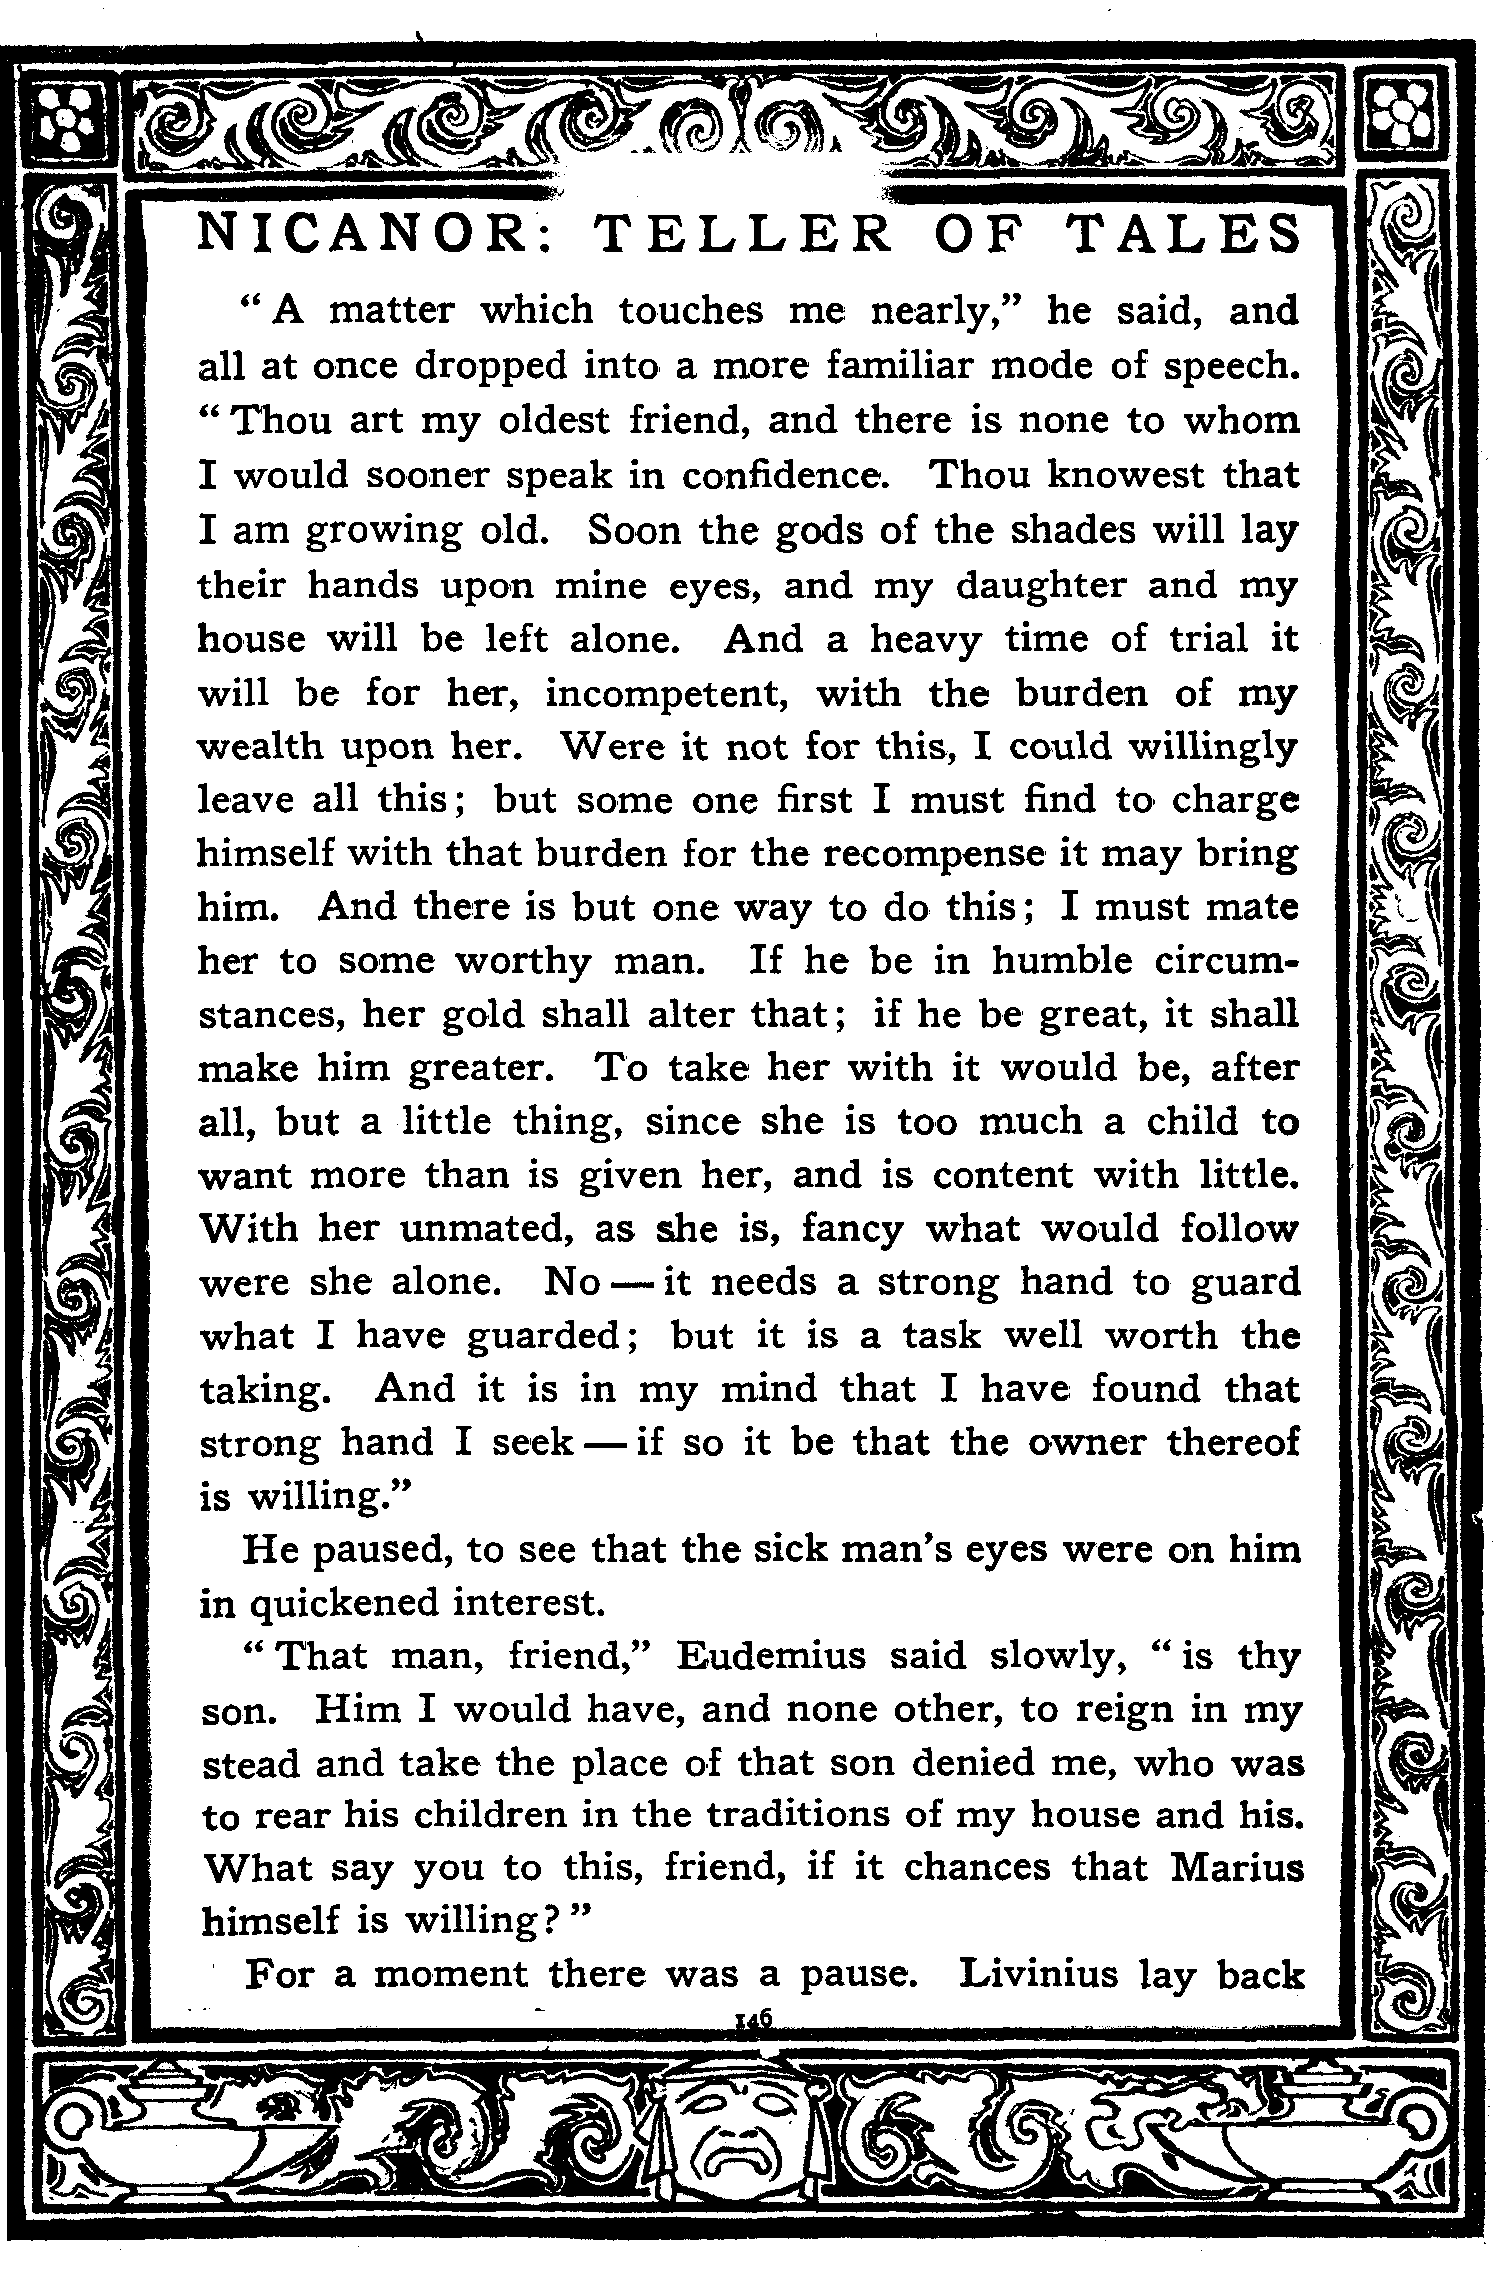 NICANOR: TELLER OF TALES
“A matter which touches me nearly,” he said, and
all at once dropped into a more familiar mode of speech.
“Thou art my oldest friend, and there is none to whom
I would sooner speak in confidence. Thou knowest that
I am growing old. Soon the gods of the shades will lay
their hands upon mine eyes, and my daughter and my
house will be left alone. And a heavy time of trial it
will be for her, incompetent, with the burden of my
wealth upon her. Were it not for this, I could willingly
leave all this; but some one first I must find to charge
himself with that burden for the recompense it may bring
him. And there is but one way to do this; I must mate
her to some worthy man. If he be in humble circum-
stances, her gold shall alter that; if he be great, it shall
make him greater. To take her with it would be, after
all, but a little thing, since she is too much a child to
want more than is given her, and is content with little.
With her unmated, as she is, fancy what would follow
were she alone. No — it needs a strong hand to guard
what I have guarded; but it is a task well worth the
taking. And it is in my mind that I have found that
strong hand I seek — if so it be that the owner thereof
is willing.”
He paused, to see that the sick man’s eyes were on him
in quickened interest.
“That man, friend,” Eudemius said slowly, “is thy
son. Him I would have, and none other, to reign in my
stead and take the place of that son denied me, who was
to rear his children in the traditions of my house and his.
What say you to this, friend, if it chances that Marius
himself is willing?”
For a moment there was a pause. Livinius lay back
146